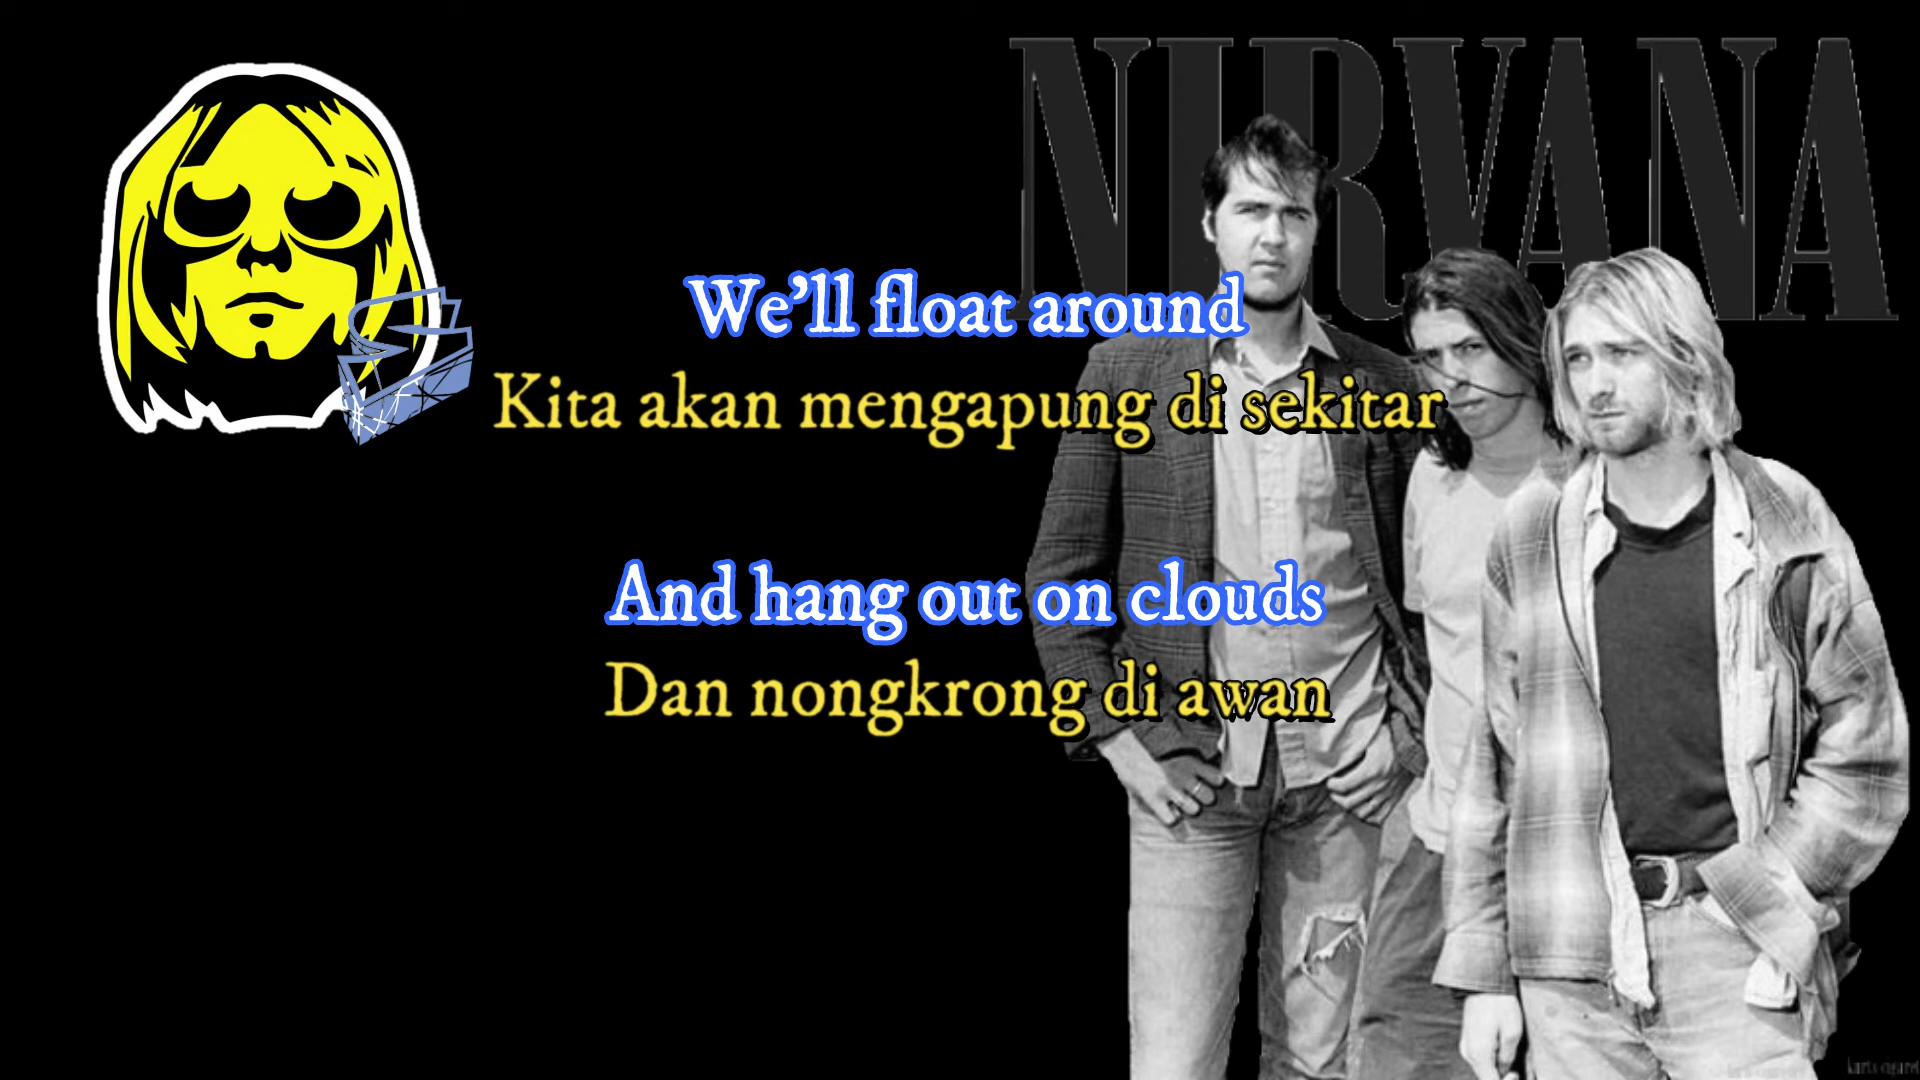 NIRVANA
We'll float around
Kita akan mengapung di sekitar
And hang out on clouds
Dan nongkrong di awan